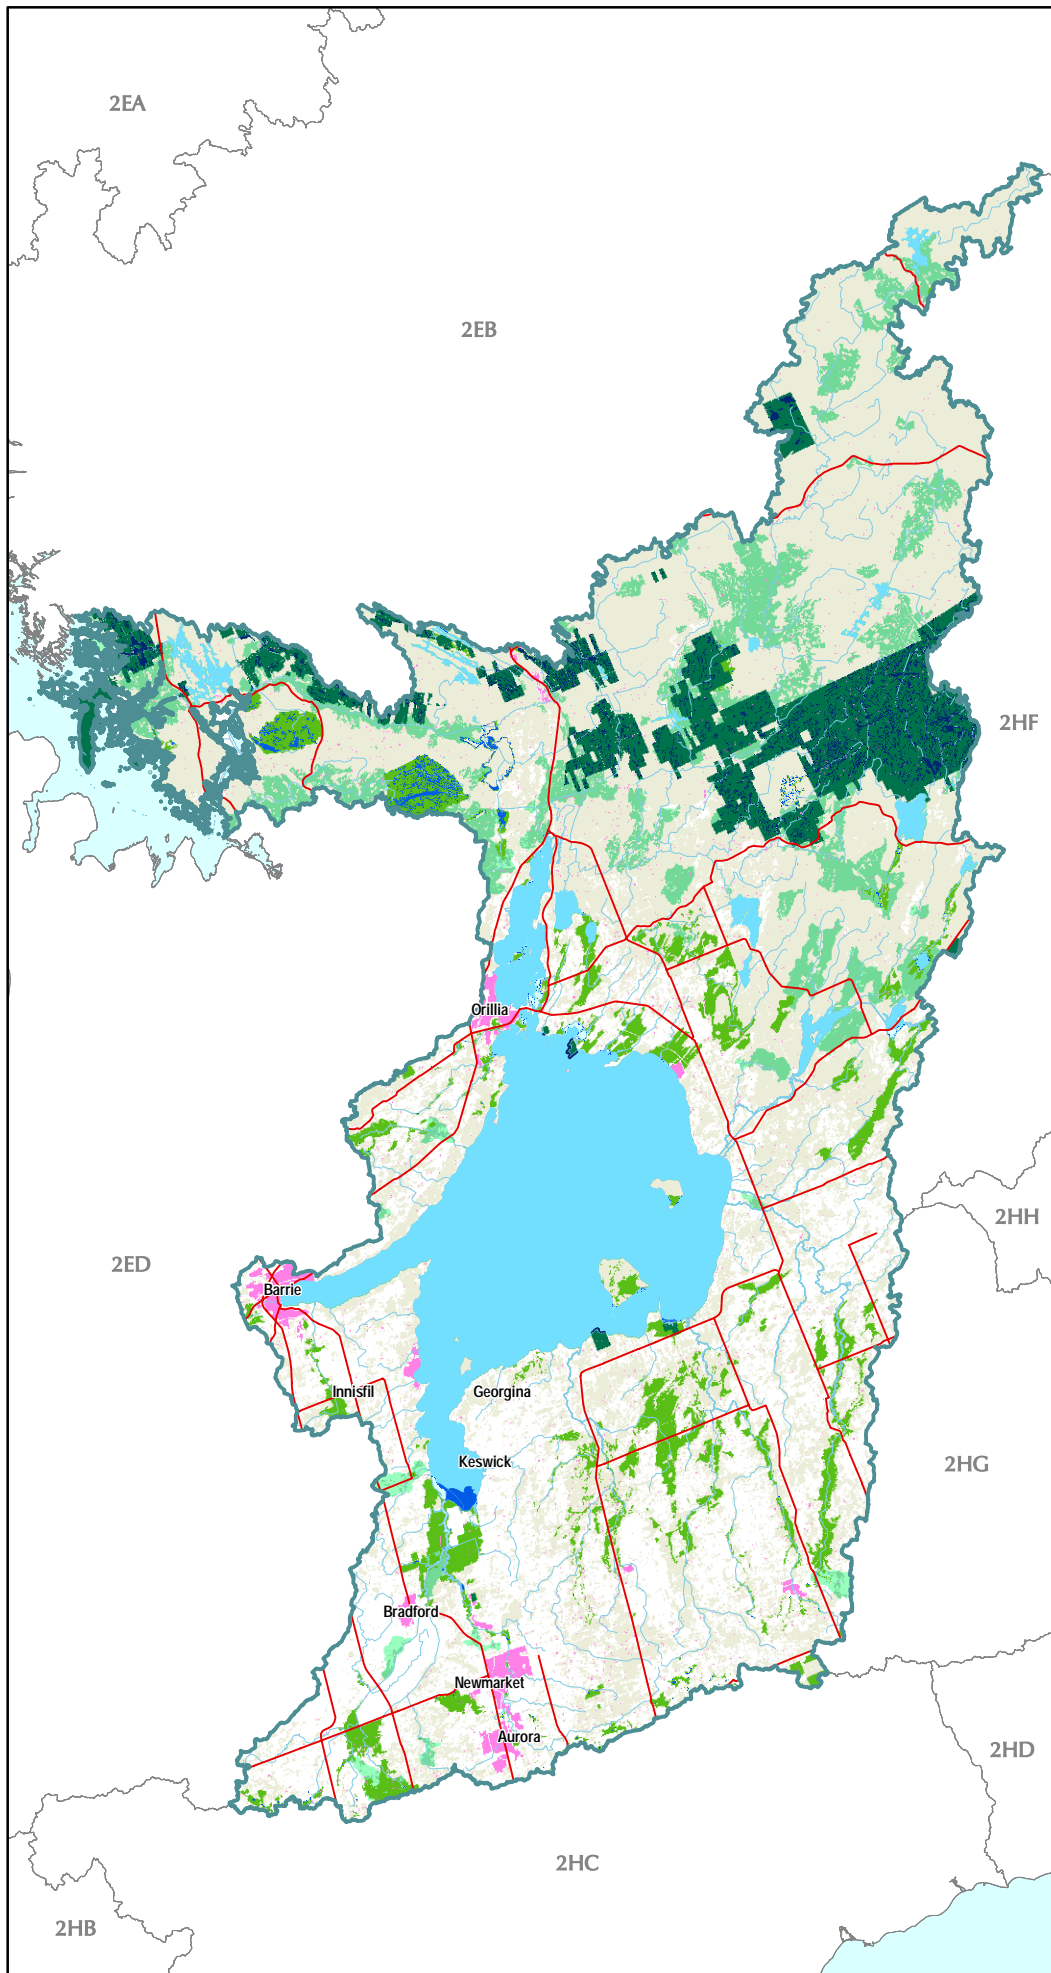 2EA
2EB
2HF
Orillia
2HH
2ED
Barrie
Innisfil
Georgina
Keswick
2HG
Bradford
Newmarket
Aurora
2HD
2HC
2HB